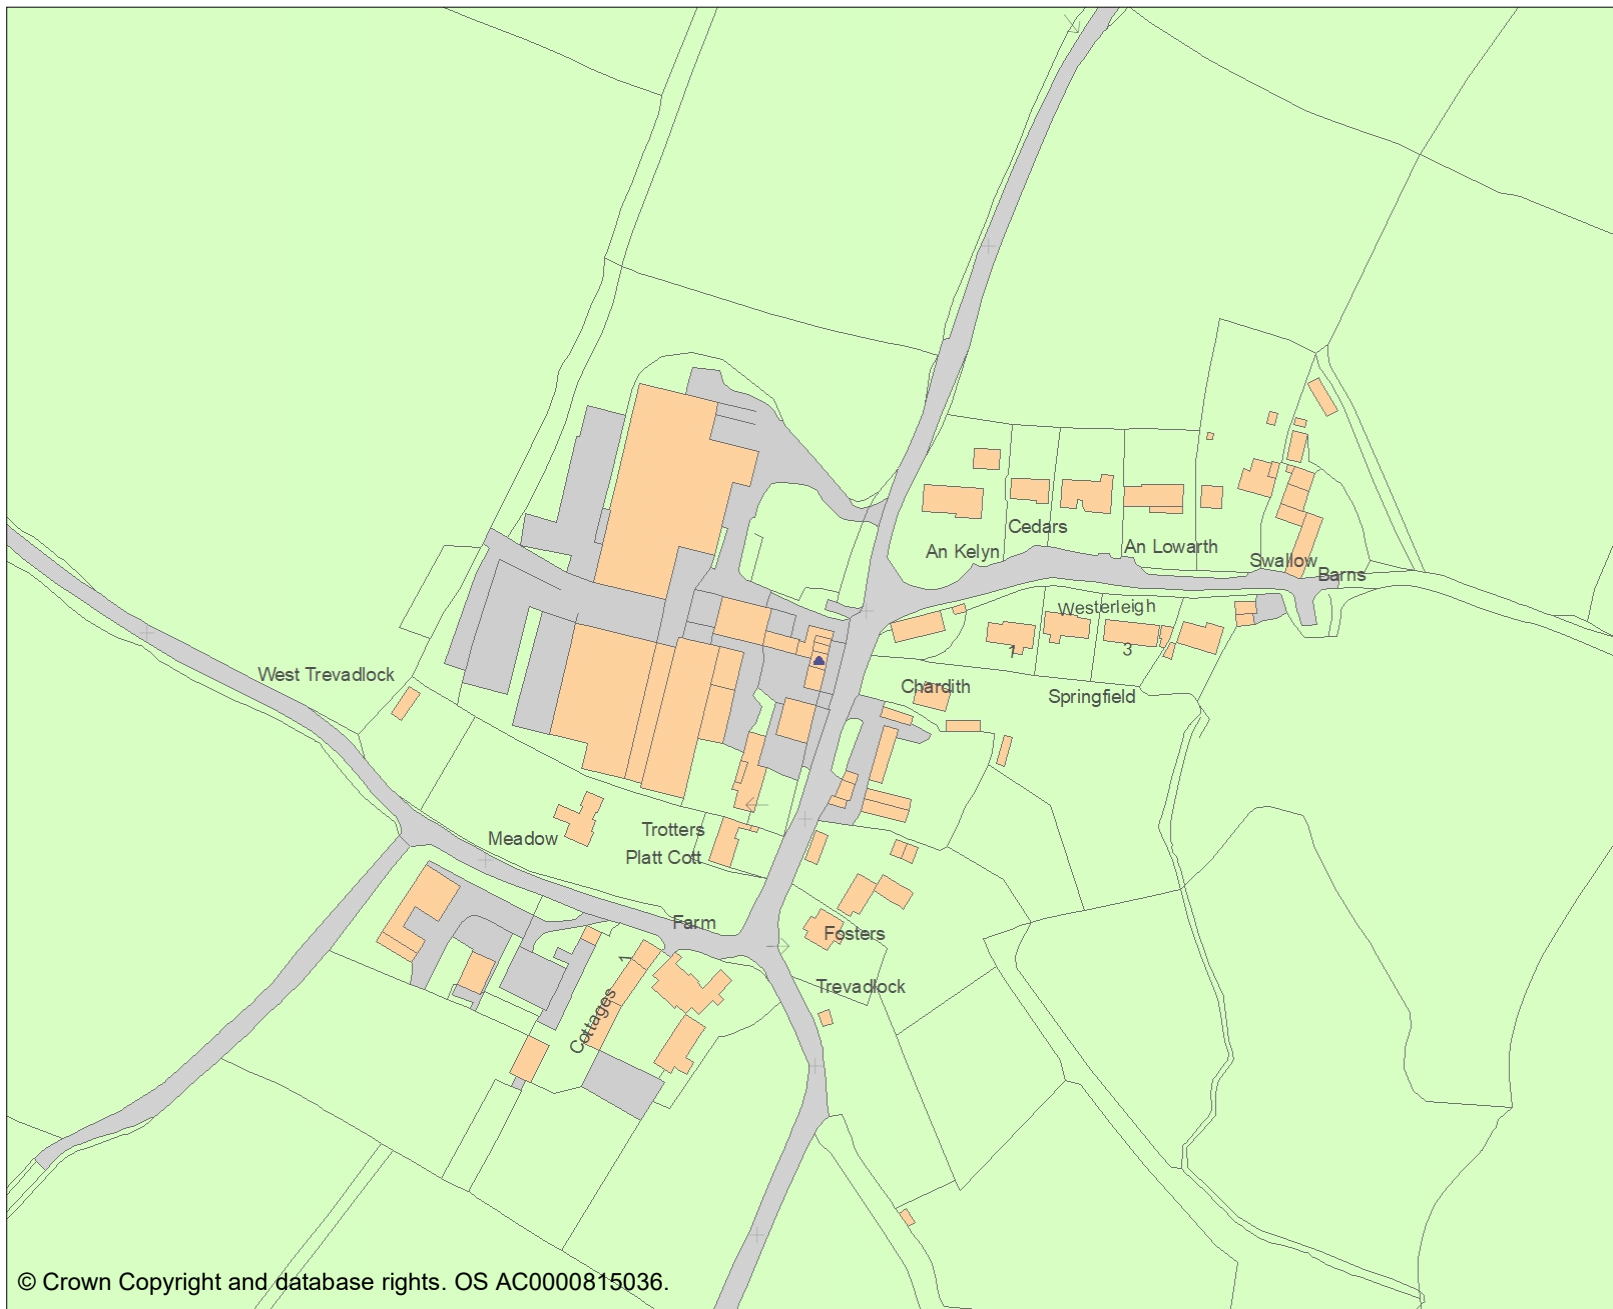 Cedars
An Kelyn
An Lowarth
Swallow
Barns
Westerleigh
1
3
West Trevadlock
Chardith
Springfield
Trotters
Meadow
Platt Cott
Farm
Fosters
1
Trevadlock
Cottages
© Crown Copyright and database rights. OS AC0000815036.